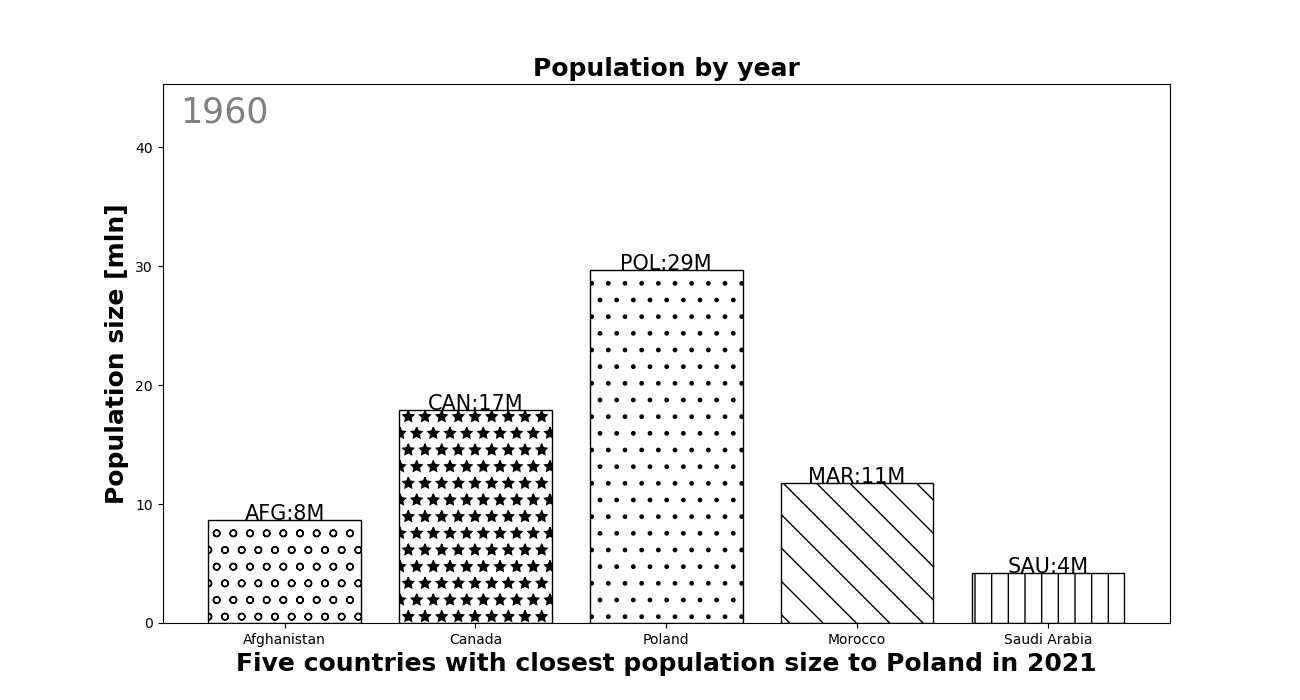 Population by year
1960
Population size [mln]
40
30
20
10
0
AFG:8M
CAN:17M
POL:29M
MAR:11M
SAU:4M
Afghanistan
Canada
Poland
Morocco
Saudi Arabia
Five countries with closest population size to Poland in 2021